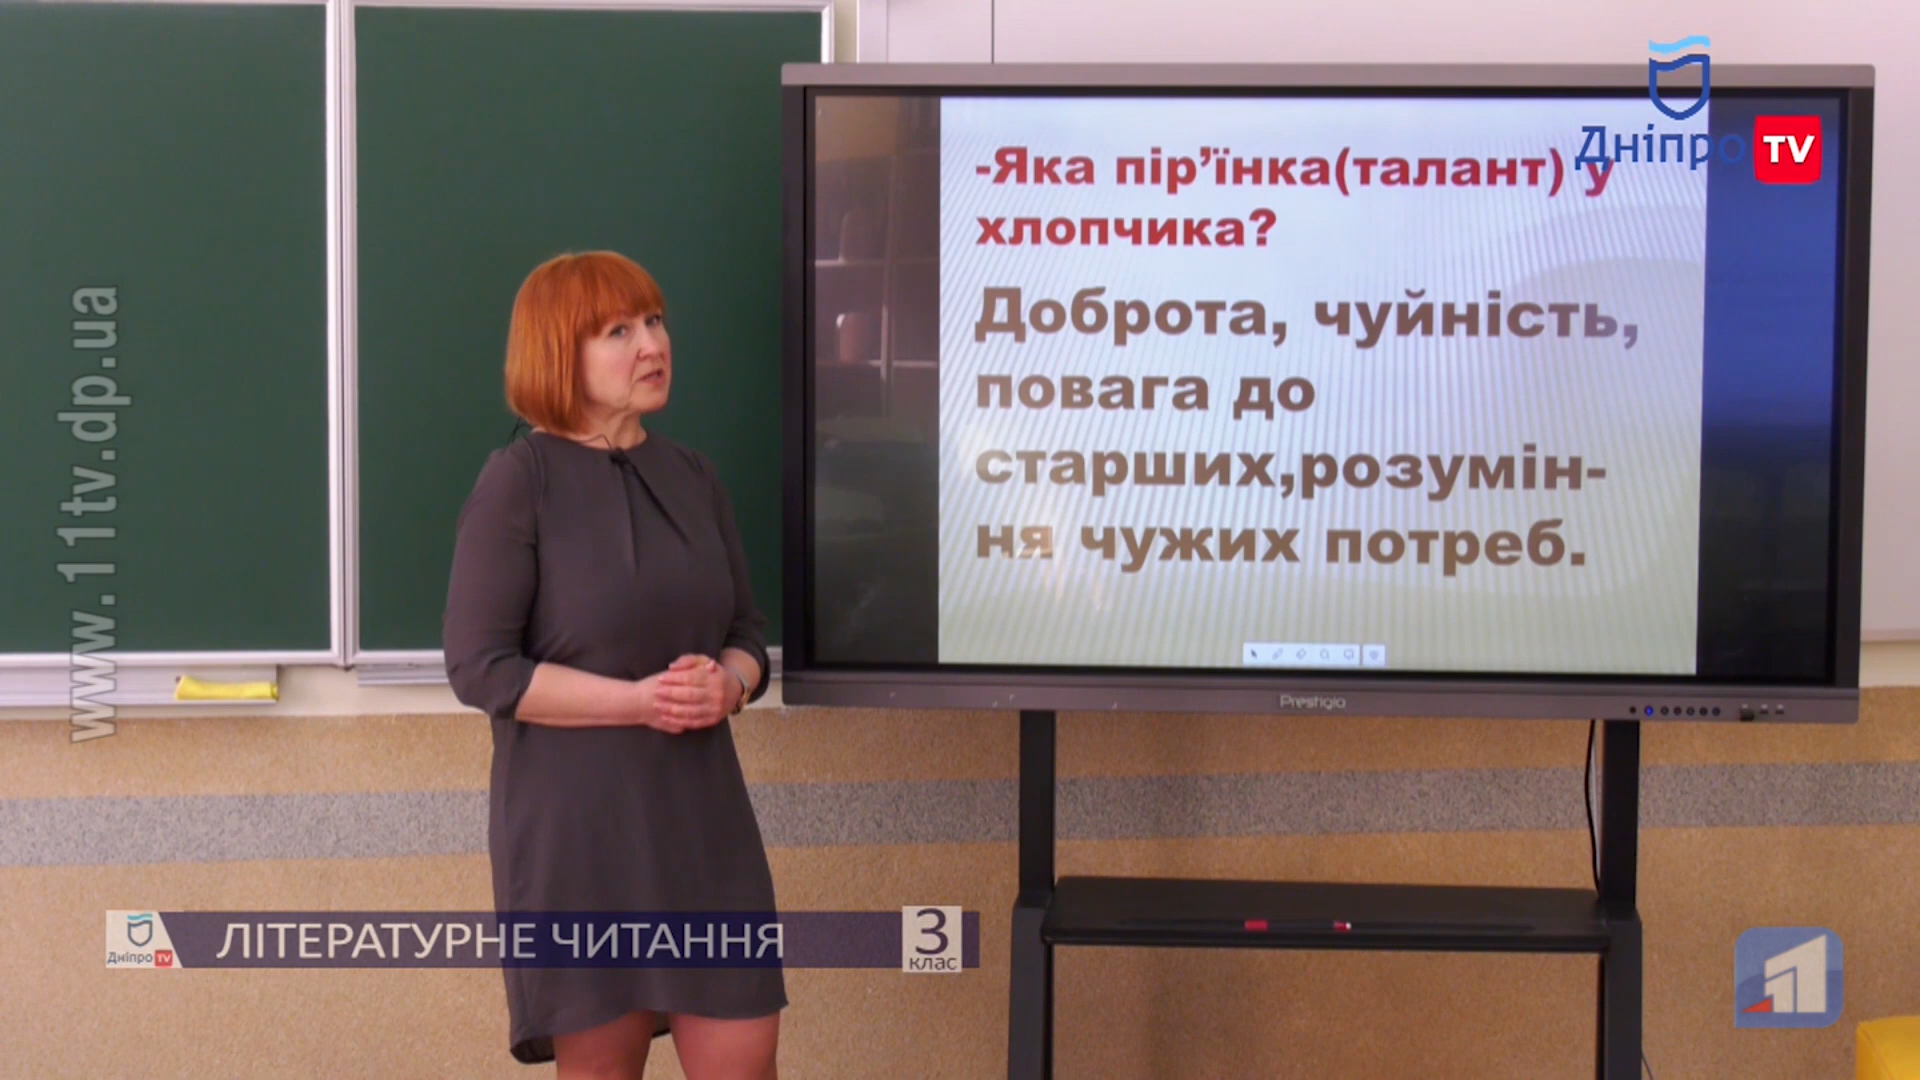 Дніпро TV
-Яка пір’їнка(талант) у
хлопчика?
Доброта, чуйність,
повага до
старших,розумін-
ня чужих потреб.
Prestigio
www.11tv.dp.ua
Дніпро TV
ЛІТЕРАТУРНЕ ЧИТАННЯ
3
клас
11